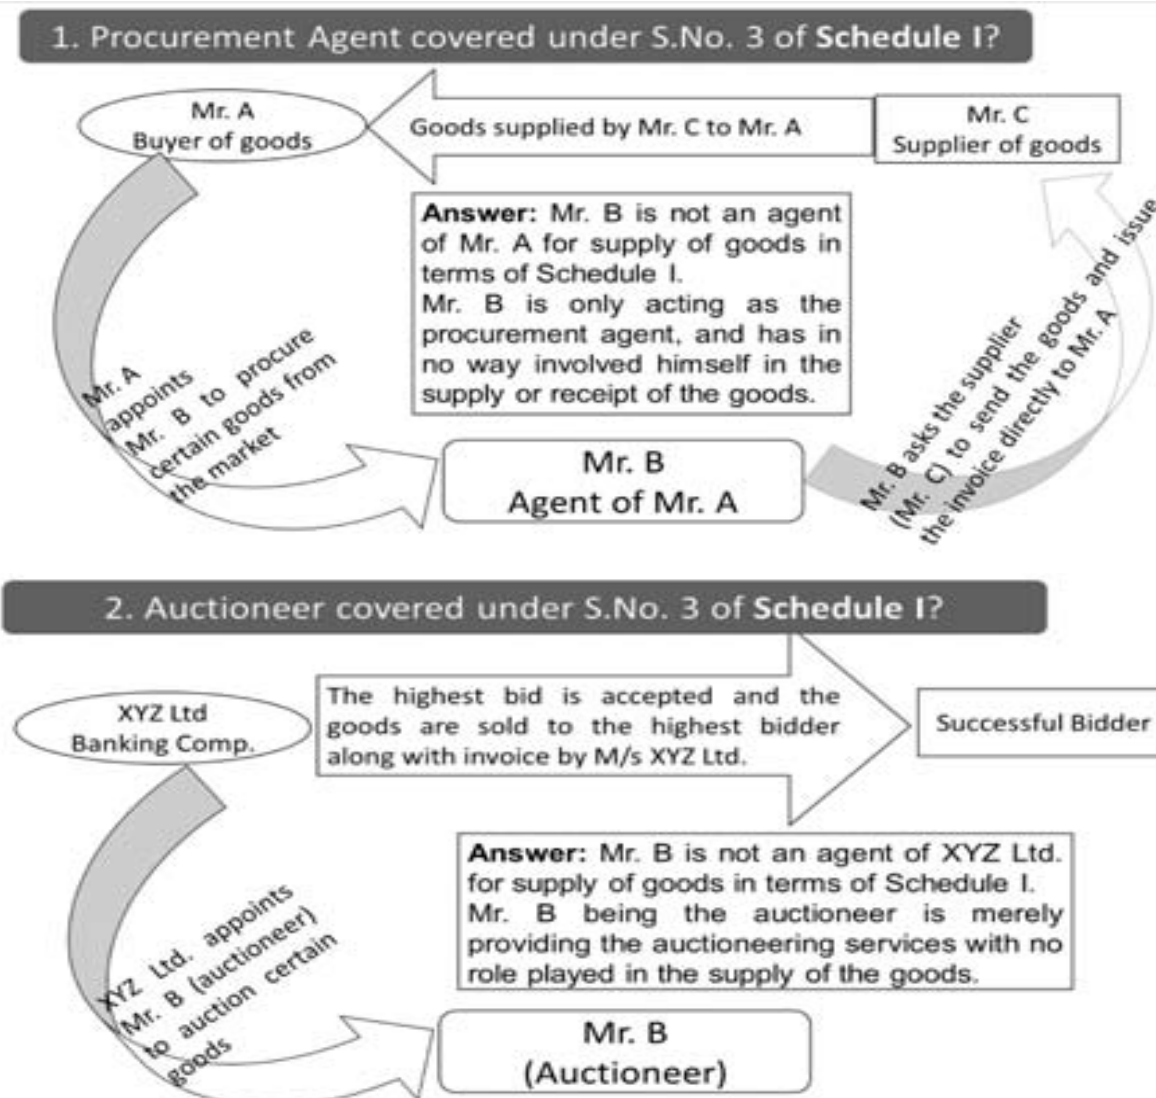 1. Procurement Agent covered under S.No. 3 of Schedule I?
Mr. A
Buyer of goods
Goods supplied by Mr. C to Mr. A
Mr. C
Supplier of goods
Answer: Mr. B is not an agent
of Mr. A for supply of goods in
terms of Schedule I.
Mr. B is only acting as the
procurement agent, and has in
no way involved himself in the
supply or receipt of the goods.
Mr. A
appoints
Mr. B to procure
certain goods from
the market
Mr. B
Agent of Mr. A
Mr. B asks the supplier
(Mr. C) to send the goods and issue
the invoice directly to Mr. A
2. Auctioneer covered under S.No. 3 of Schedule I?
XYZ Ltd
Banking Comp.
The highest bid is accepted and the
goods are sold to the highest bidder
along with invoice by M/s XYZ Ltd.
Successful Bidder
Answer: Mr. B is not an agent of XYZ Ltd.
for supply of goods in terms of Schedule I.
Mr. B being the auctioneer is merely
providing the auctioneering services with no
role played in the supply of the goods.
XYZ Ltd. appoints
Mr. B (auctioneer)
to auction certain
goods
Mr. B
(Auctioneer)